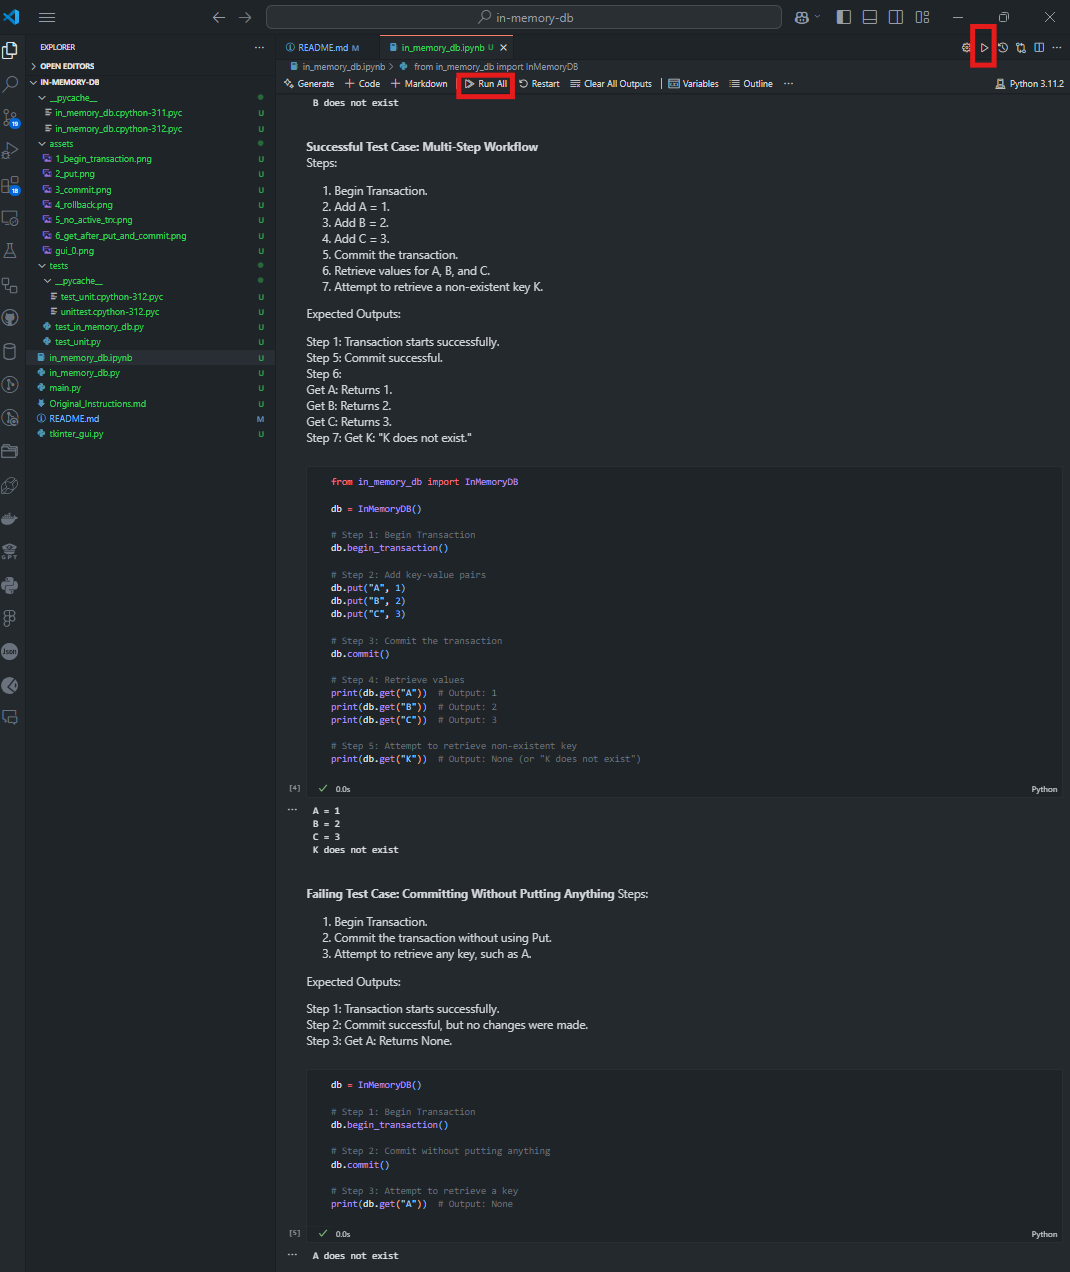 in-memory-db
EXPLORER
OPEN EDITORS
IN-MEMORY-DB
__pycache__
in_memory_db.cpython-311.pyc U
in_memory_db.cpython-312.pyc U
assets
1_begin_transaction.png U
2_put.png U
3_commit.png U
4_rollback.png U
5_no_active_trx.png U
6_get_after_put_and_commit.png U
gui_0.png U
tests
__pycache__
test_unit.cpython-312.pyc U
unittest.cpython-312.pyc U
test_in_memory_db.py U
test_unit.py U
in_memory_db.ipynb U
in_memory_db.py U
main.py U
Original_Instructions.md U
README.md M
tkinter_gui.py U
19
18
GPT
Json
README.md M
in_memory_db.ipynb U
in_memory_db.ipynb > from in_memory_db import InMemoryDB
Generate + Code + Markdown Run All Restart Clear All Outputs Variables Outline ... Python 3.11.2
B does not exist
Successful Test Case: Multi-Step Workflow
Steps:
1. Begin Transaction.
2. Add A = 1.
3. Add B = 2.
4. Add C = 3.
5. Commit the transaction.
6. Retrieve values for A, B, and C.
7. Attempt to retrieve a non-existent key K.
Expected Outputs:
Step 1: Transaction starts successfully.
Step 5: Commit successful.
Step 6:
Get A: Returns 1.
Get B: Returns 2.
Get C: Returns 3.
Step 7: Get K: "K does not exist."
from in_memory_db import InMemoryDB
db = InMemoryDB()
# Step 1: Begin Transaction
db.begin_transaction()
# Step 2: Add key-value pairs
db.put("A", 1)
db.put("B", 2)
db.put("C", 3)
# Step 3: Commit the transaction
db.commit()
# Step 4: Retrieve values
print(db.get("A")) # Output: 1
print(db.get("B")) # Output: 2
print(db.get("C")) # Output: 3
# Step 5: Attempt to retrieve non-existent key
print(db.get("K")) # Output: None (or "K does not exist")
[4] 0.0s Python
A = 1
B = 2
C = 3
K does not exist
Failing Test Case: Committing Without Putting Anything Steps:
1. Begin Transaction.
2. Commit the transaction without using Put.
3. Attempt to retrieve any key, such as A.
Expected Outputs:
Step 1: Transaction starts successfully.
Step 2: Commit successful, but no changes were made.
Step 3: Get A: Returns None.
db = InMemoryDB()
# Step 1: Begin Transaction
db.begin_transaction()
# Step 2: Commit without putting anything
db.commit()
# Step 3: Attempt to retrieve a key
print(db.get("A")) # Output: None
[5] 0.0s Python
A does not exist